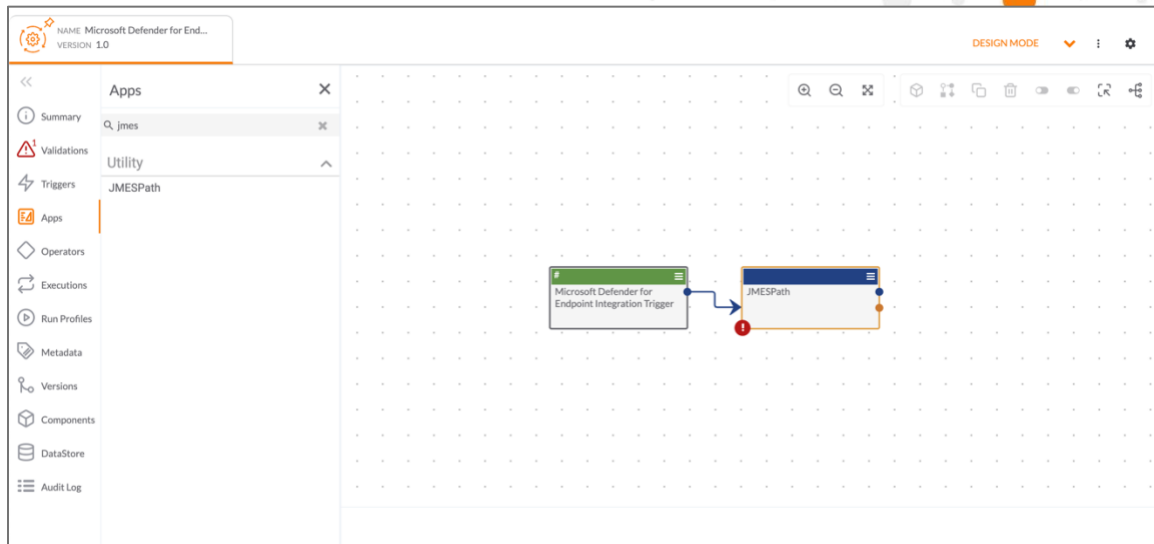 NAME Microsoft Defender for End...
VERSION 1.0
DESIGN MODE
Summary
1
Validations
Triggers
Apps
Operators
Executions
Run Profiles
Metadata
Versions
Components
DataStore
Audit Log
Apps
jmes
Utility
JMESPath
#
Microsoft Defender for
Endpoint Integration Trigger
JMESPath
!